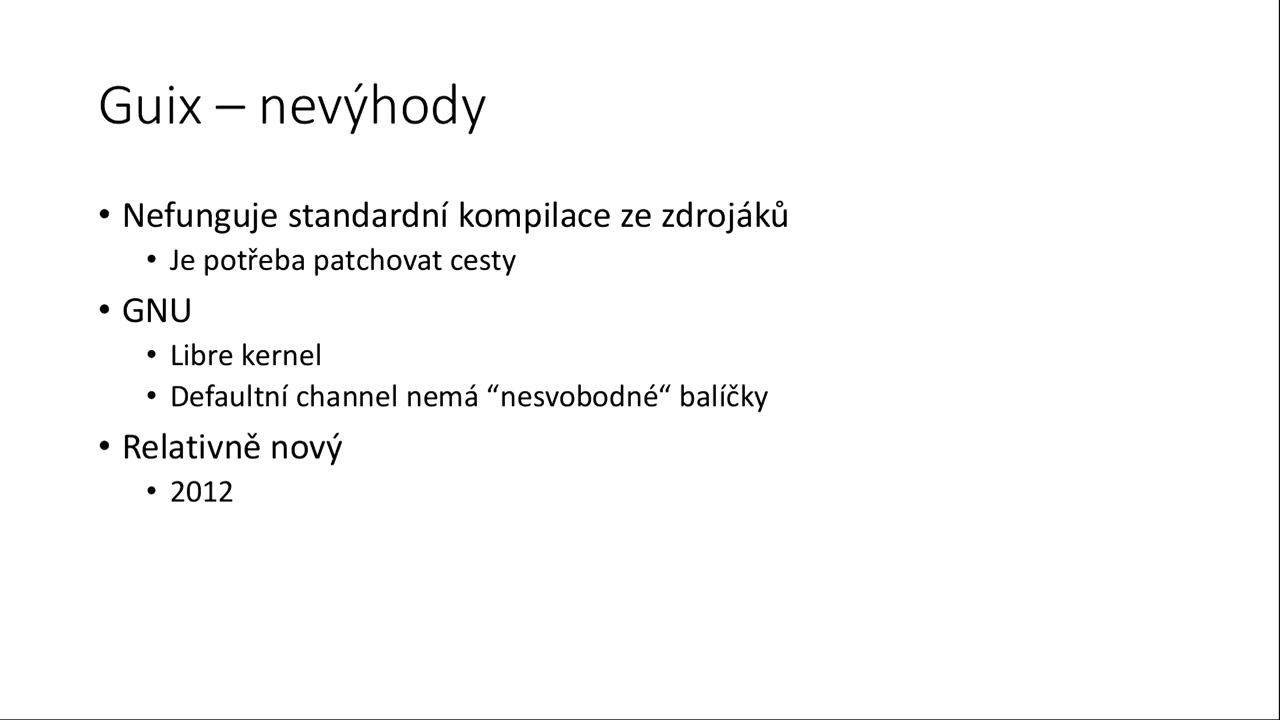 Guix – nevýhody
• Nefunguje standardní kompilace ze zdrojáků
• Je potřeba patchovat cesty
• GNU
• Libre kernel
• Defaultní channel nemá “nesvobodné“ balíčky
• Relativně nový
• 2012